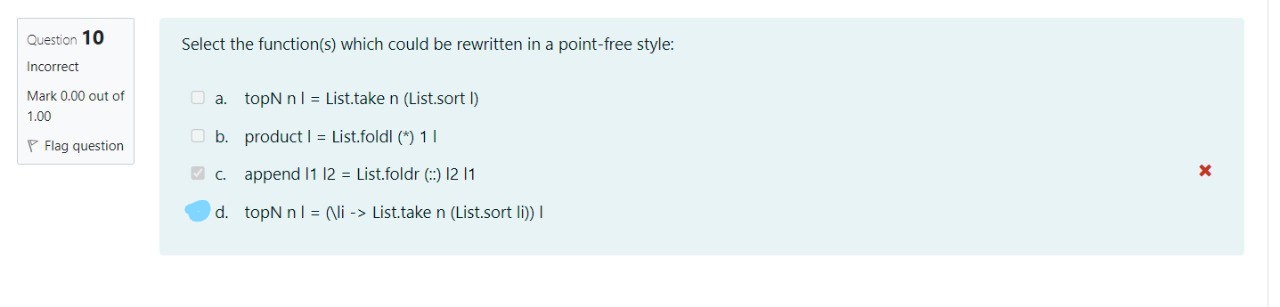 Question 10
Incorrect
Mark 0.00 out of
1.00
Flag question
Select the function(s) which could be rewritten in a point-free style:
a. topN n l = List.take n (List.sort l)
b. product l = List.foldl (*) 1 l
c. append l1 l2 = List.foldr (::) l2 l1
d. topN n l = (\li -> List.take n (List.sort li)) l